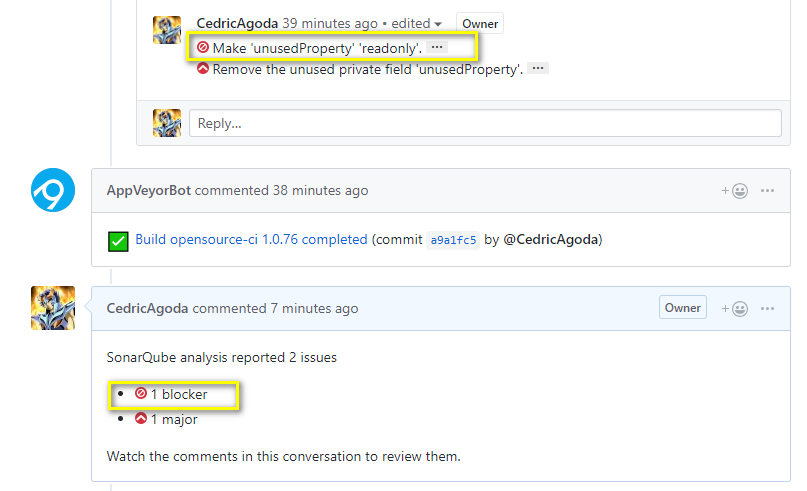 CedricAgoda 39 minutes ago • edited Owner
Make 'unusedProperty' 'readonly'. ...
Remove the unused private field 'unusedProperty'. ...
Reply...
AppVeyorBot commented 38 minutes ago
Build opensource-ci 1.0.76 completed (commit a9a1fc5 by @CedricAgoda)
CedricAgoda commented 7 minutes ago Owner
SonarQube analysis reported 2 issues
• 1 blocker
• 1 major
Watch the comments in this conversation to review them.